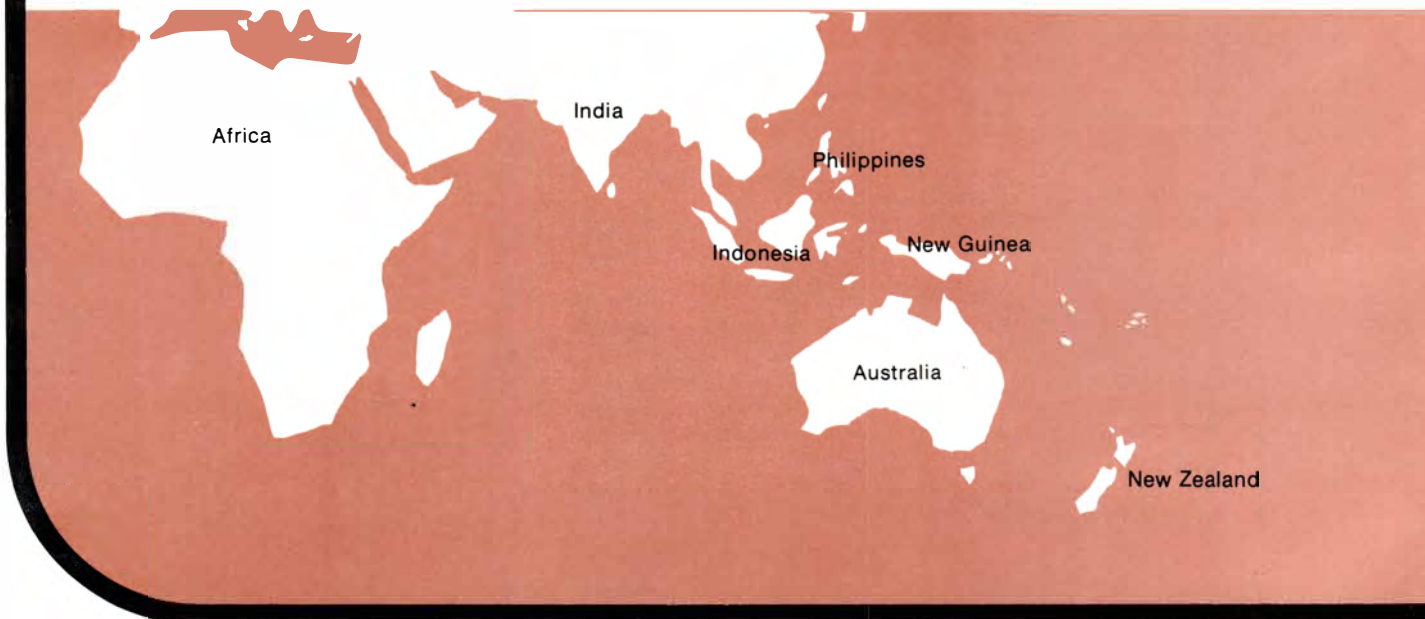 India
Africa
Philippines
New Guinea
Indonesia
Australia
New Zealand